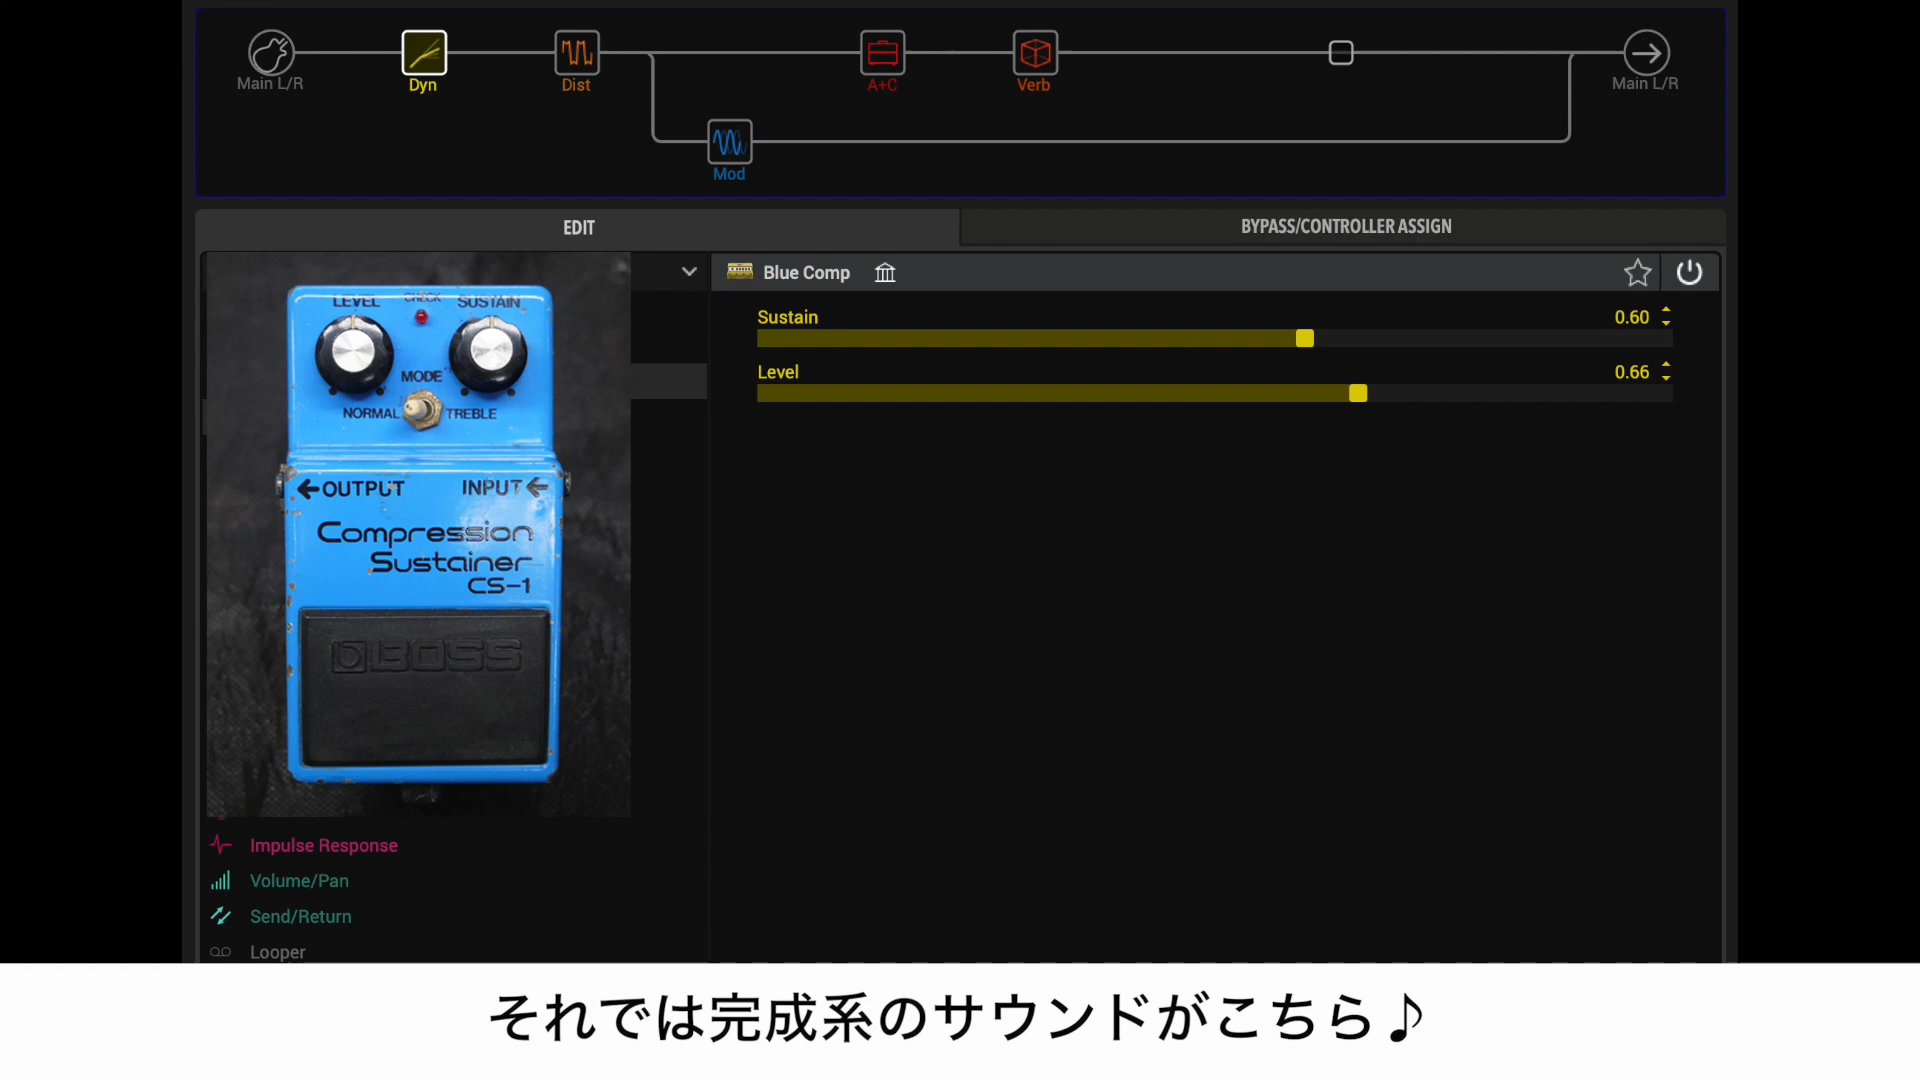 Main L/R
Dyn
Dist
A+C
Verb
Main L/R
Mod
EDIT
BYPASS/CONTROLLER ASSIGN
Blue Comp
Sustain
0.60
Level
0.66
LEVEL
CHECK
SUSTAIN
MODE
NORMAL
TREBLE
OUTPUT
INPUT
Compression
Sustainer
CS-1
BOSS
Impulse Response
Volume/Pan
Send/Return
Looper
それでは完成系のサウンドがこちら♪